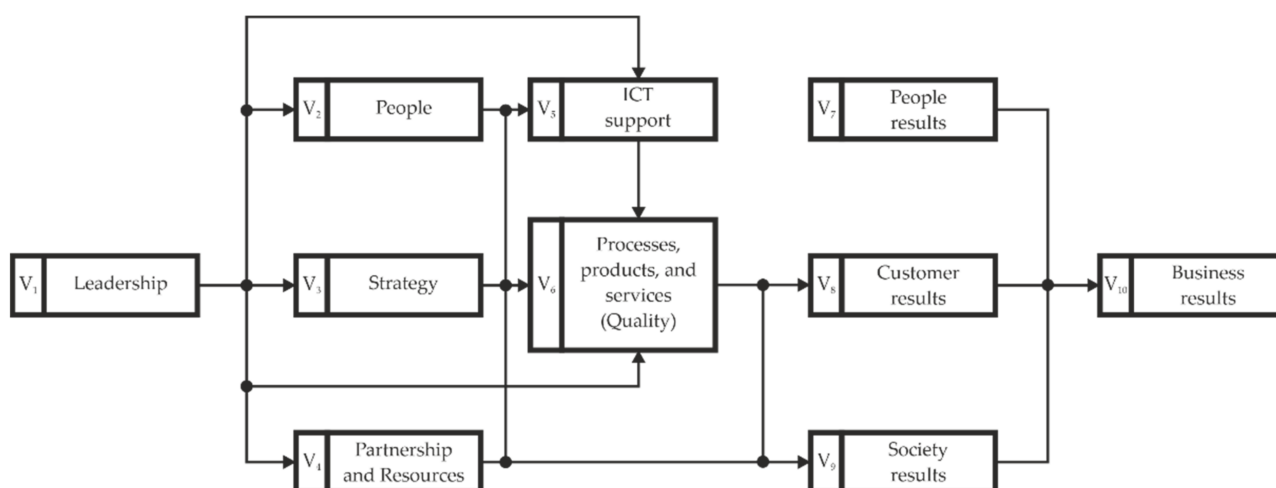 V2 People
V5 ICT
support
V7 People
results
V1 Leadership
V3 Strategy
V6 Processes,
products, and
services
(Quality)
V8 Customer
results
V10 Business
results
V4 Partnership
and Resources
V9 Society
results